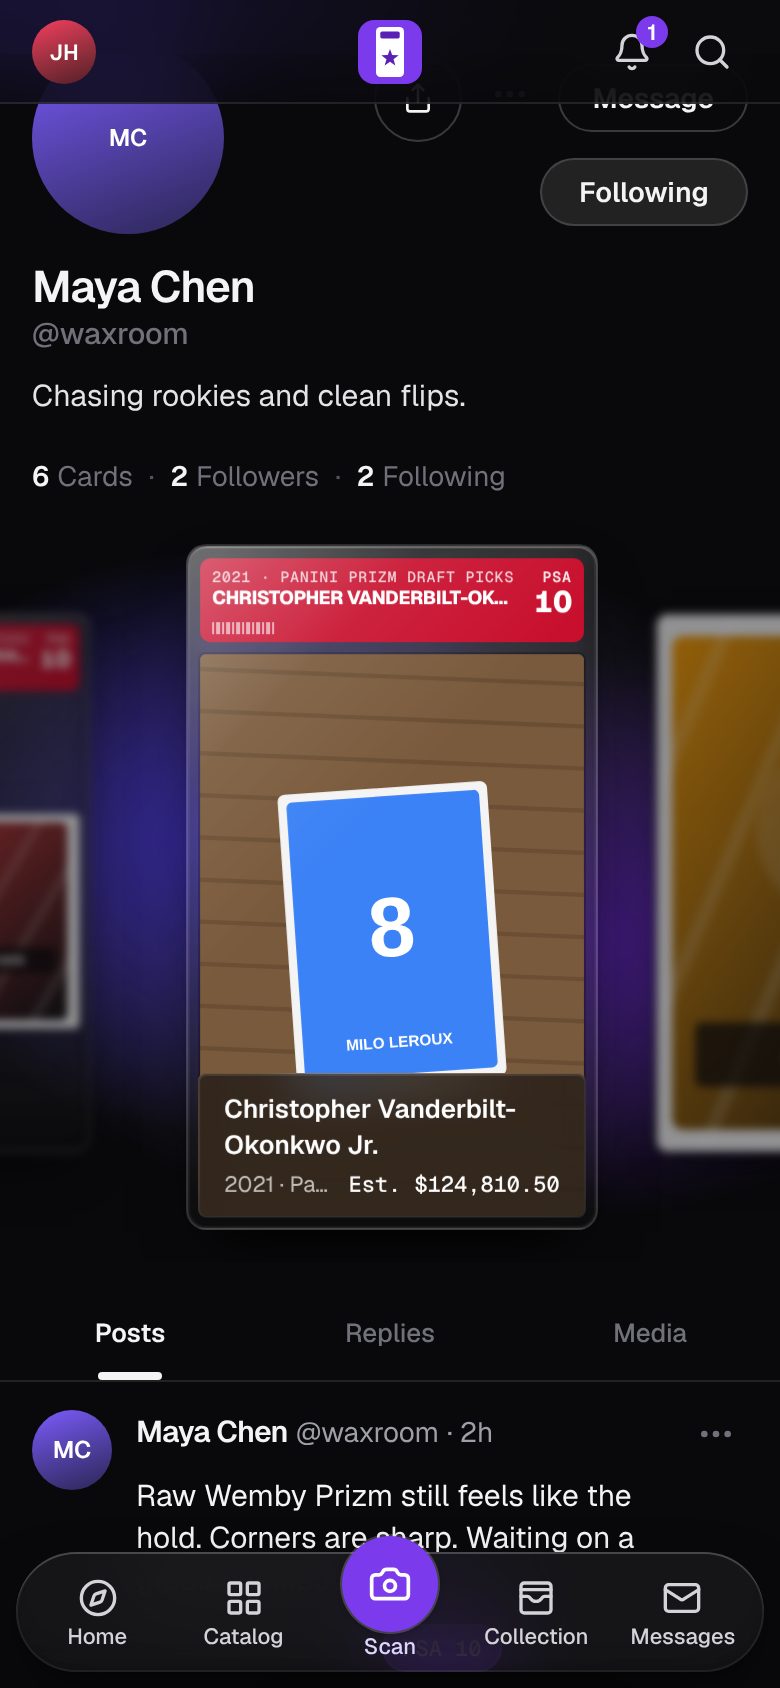 JH
1
Message
MC
Following
Maya Chen
@waxroom
Chasing rookies and clean flips.
6 Cards · 2 Followers · 2 Following
2021 · PANINI PRIZM DRAFT PICKS PSA
CHRISTOPHER VANDERBILT-OK... 10
10
8
MILO LEROUX
Christopher Vanderbilt-
Okonkwo Jr.
2021 · Pa... Est. $124,810.50
Posts Replies Media
MC
Maya Chen @waxroom · 2h
Raw Wemby Prizm still feels like the
hold. Corners are sharp. Waiting on a
Home Catalog Scan Collection Messages